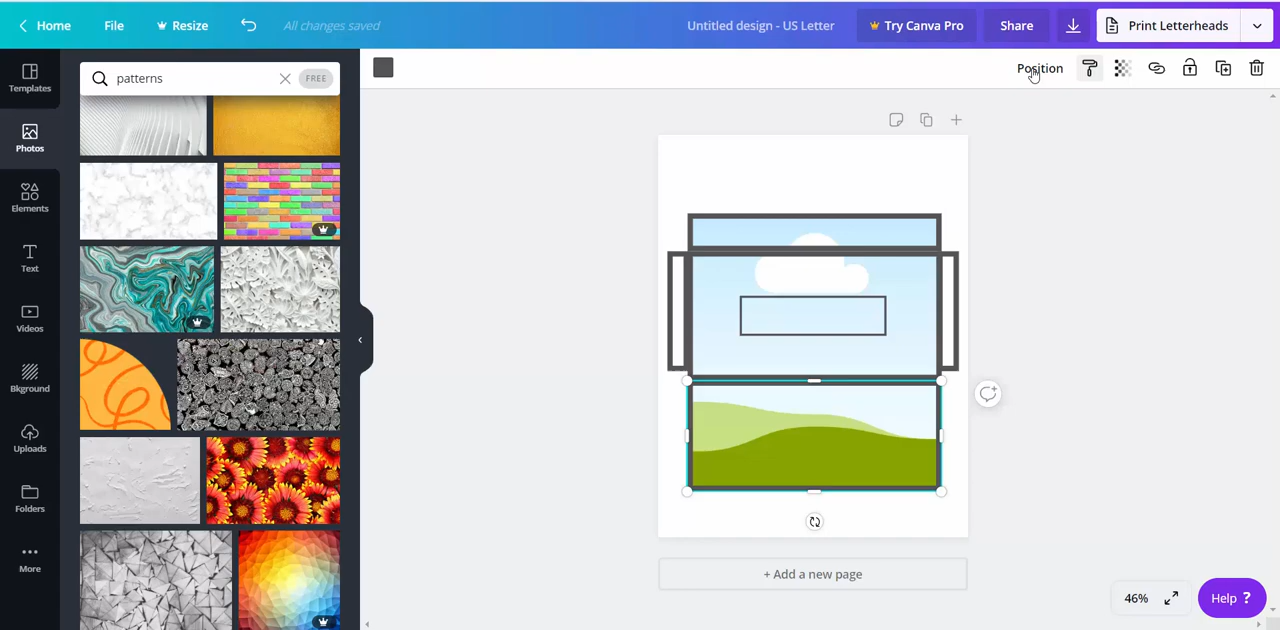 Home File Resize All changes saved Untitled design - US Letter Try Canva Pro Share Print Letterheads
Templates
Photos
Elements
Text
Videos
Bkground
Uploads
Folders
More
patterns FREE
Position
+ Add a new page
46% Help ?